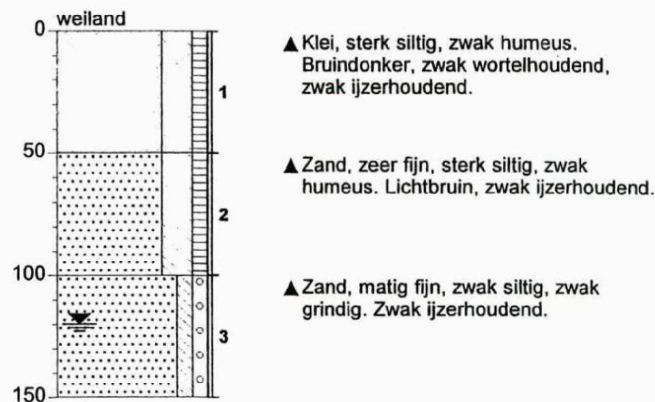 weiland
0
▲ Klei, sterk siltig, zwak humeus.
Bruindonker, zwak wortelhoudend,
zwak ijzerhoudend.
1
50
▲ Zand, zeer fijn, sterk siltig, zwak
humeus. Lichtbruin, zwak ijzerhoudend.
2
100
▲ Zand, matig fijn, zwak siltig, zwak
grindig. Zwak ijzerhoudend.
3
150